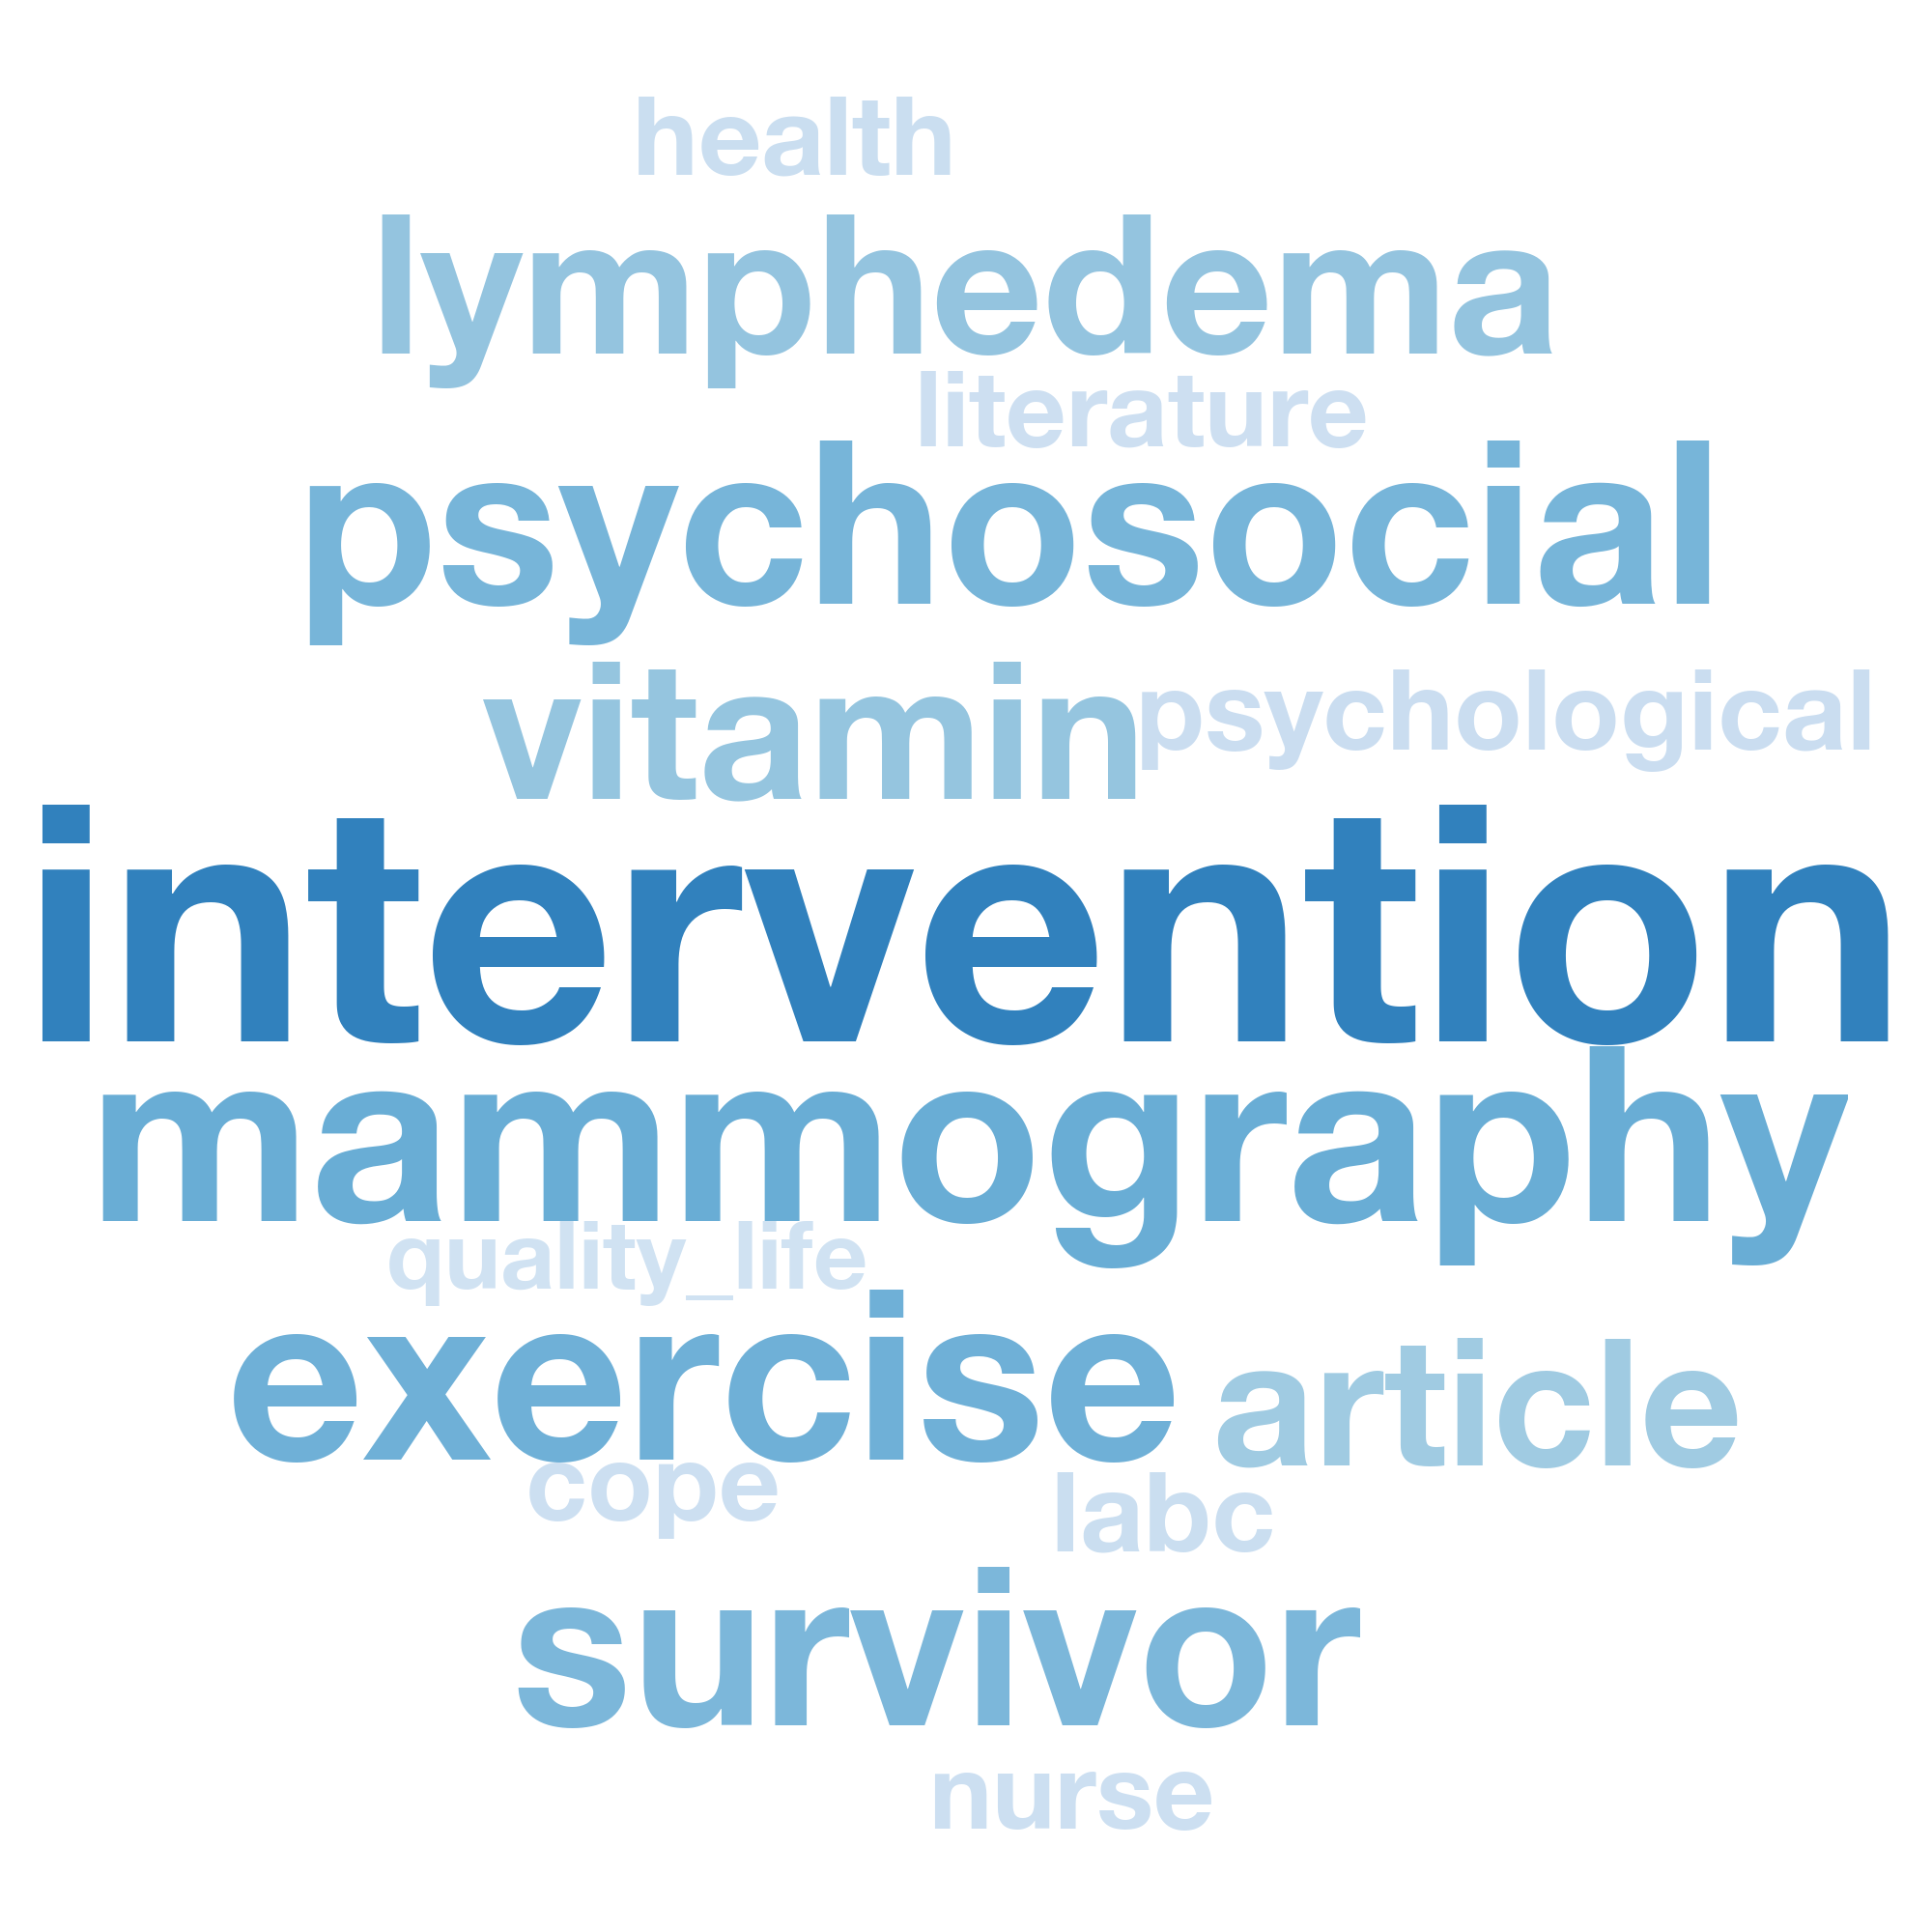 health
lymphedema
literature
psychosocial
vitamin psychological
intervention
mammography
quality_life
exercise article
cope labc
survivor
nurse